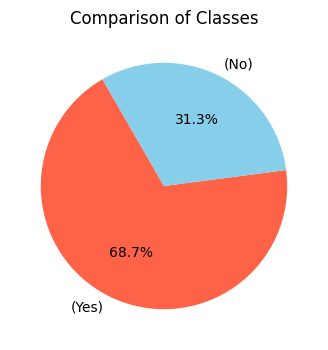 Comparison of Classes
(No)
31.3%
68.7%
(Yes)